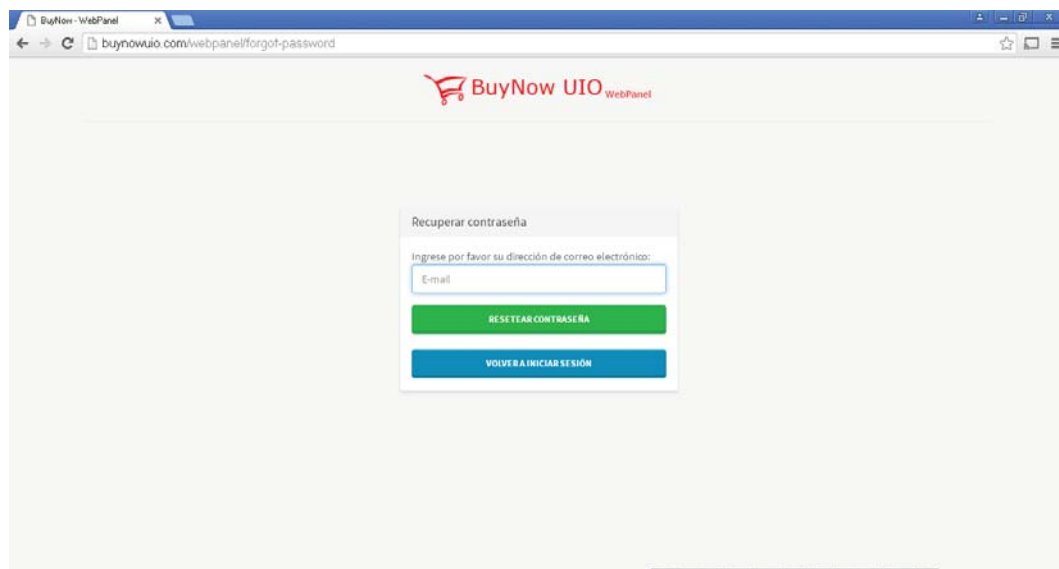 BuyNow - WebPanel
buynowuio.com/webpanel/forgot-password
BuyNow UIO WebPanel
Recuperar contraseña
Ingrese por favor su dirección de correo electrónico:
E-mail
RESETEAR CONTRASEÑA
VOLVER A INICIAR SESIÓN